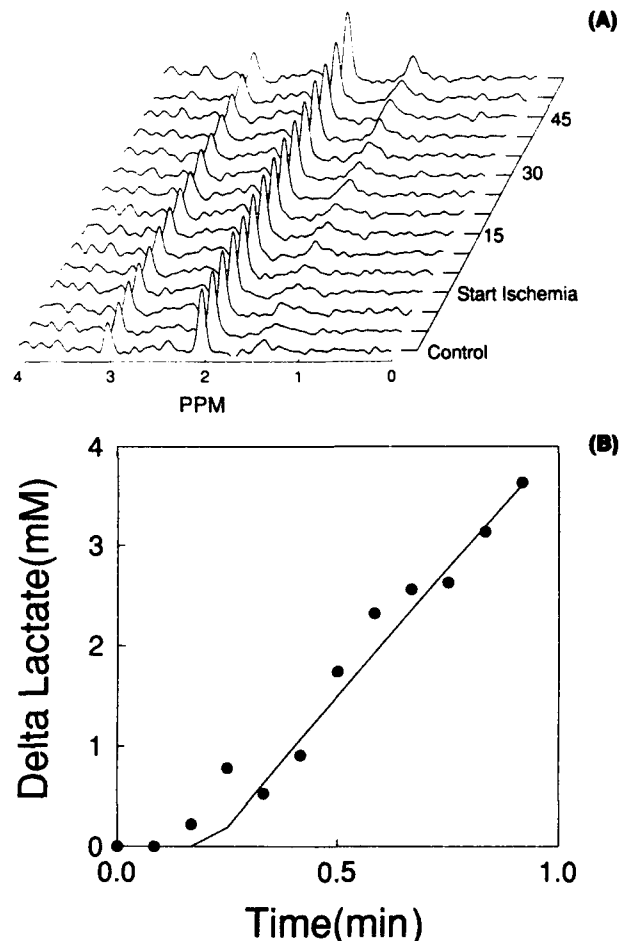 (A)
45
30
15
Start Ischemia
Control
4 3 2 1 0
PPM
(B)
4
3
2
1
0
Delta Lactate(mM)
0.0 0.5 1.0
Time(min)